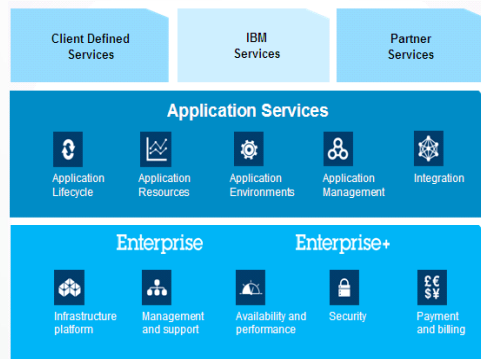 Client Defined
Services
IBM
Services
Partner
Services
Application Services
Application
Lifecycle
Application
Resources
Application
Environments
Application
Management
Integration
Enterprise
Enterprise+
£€
$¥
Infrastructure
platform
Management
and support
Availability and
performance
Security
Payment
and billing